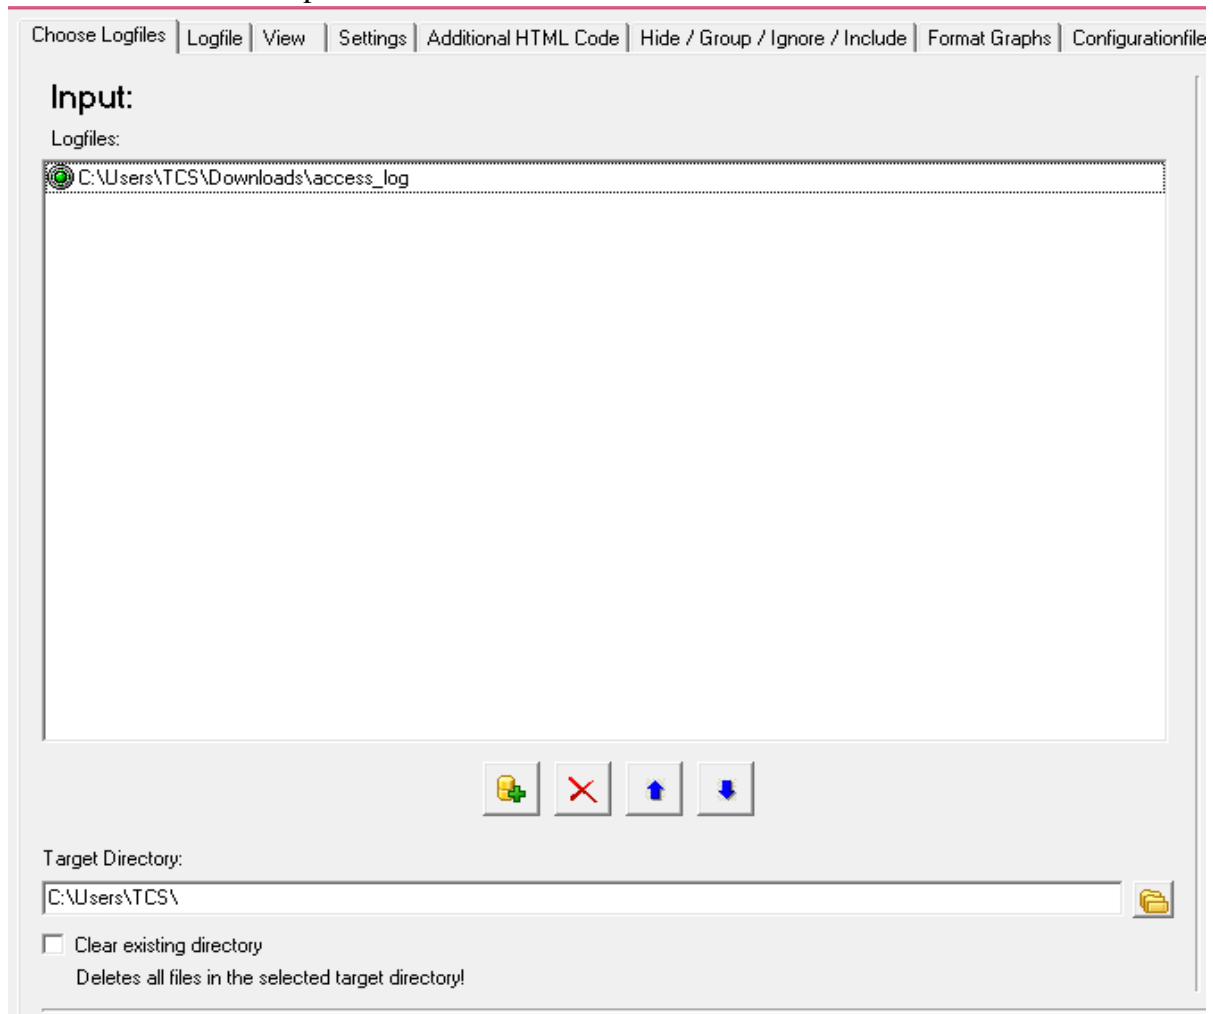 Choose Logfiles Logfile View Settings Additional HTML Code Hide / Group / Ignore / Include Format Graphs Configurationfile
Input:
Logfiles:
C:\Users\TCS\Downloads\access_log
Target Directory:
C:\Users\TCS\
Clear existing directory
Deletes all files in the selected target directory!